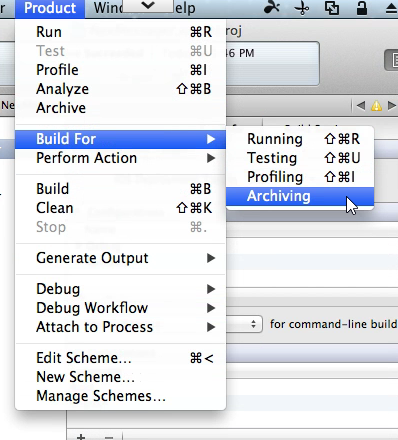 r Product Wind elp
Run ⌘R roj
Test ⌘U 46 PM
Profile ⌘I
Analyze ⇧⌘B
Archive
Build For
Running ⇧⌘R
Perform Action
Testing ⇧⌘U
Profiling ⇧⌘I
Build ⌘B
Archiving
Clean ⇧⌘K
Stop ⌘.
Generate Output
Debug
Debug Workflow
for command-line build
Attach to Process
Edit Scheme... ⌘<
New Scheme...
Manage Schemes...